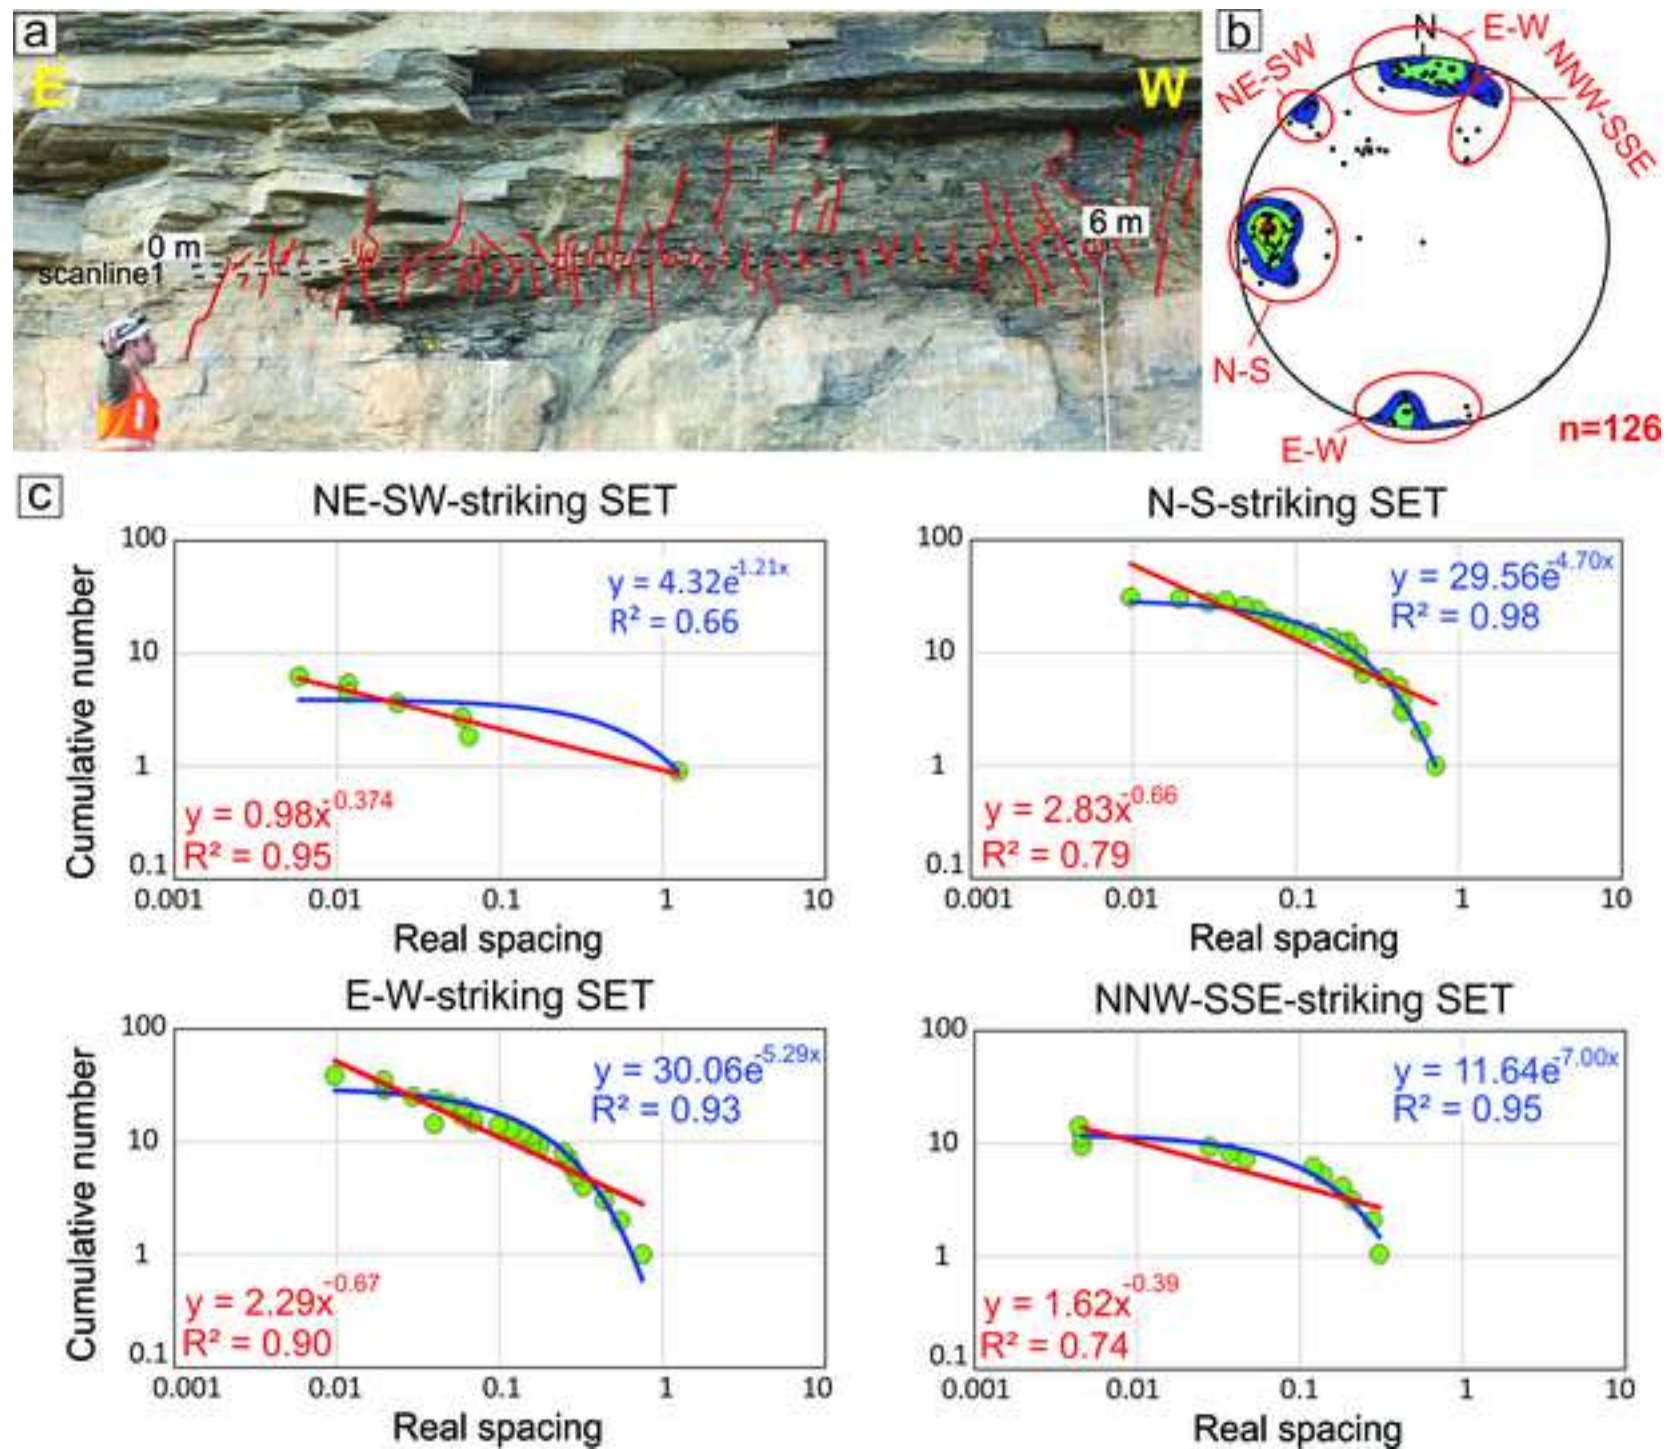 a
E
W
0 m
6 m
scanline1
b
N
E-W
NE-SW
NNW-SSE
N-S
E-W
n=126
c
NE-SW-striking SET
Cumulative number
100
10
1
0.1
y = 4.32e^-1.21x
R² = 0.66
y = 0.98x^-0.374
R² = 0.95
0.001 0.01 0.1 1 10
Real spacing
N-S-striking SET
100
10
1
0.1
y = 29.56e^-4.70x
R² = 0.98
y = 2.83x^-0.66
R² = 0.79
0.001 0.01 0.1 1 10
Real spacing
E-W-striking SET
Cumulative number
100
10
1
0.1
y = 30.06e^-5.29x
R² = 0.93
y = 2.29x^-0.67
R² = 0.90
0.001 0.01 0.1 1 10
Real spacing
NNW-SSE-striking SET
100
10
1
0.1
y = 11.64e^-7.00x
R² = 0.95
y = 1.62x^-0.39
R² = 0.74
0.001 0.01 0.1 1 10
Real spacing